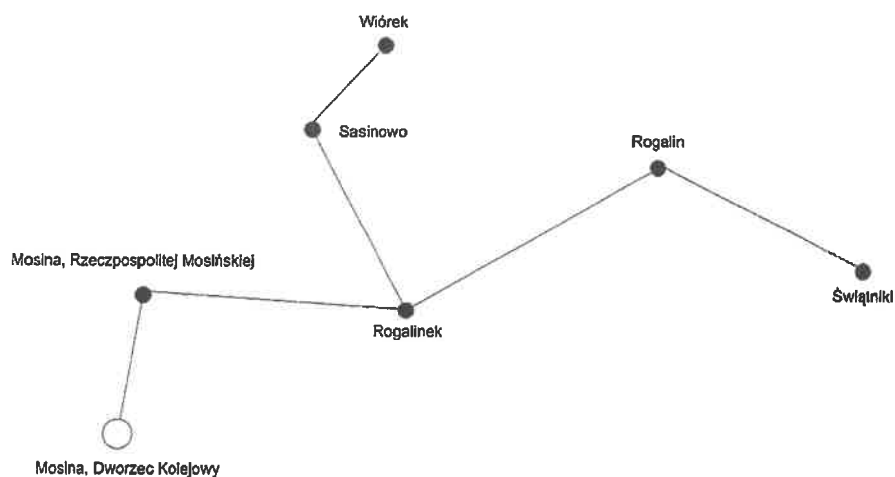 Wiórek
Sasinowo
Rogalin
Mosina, Rzeczpospolitej Mosińskiej
Świątniki
Rogalinek
Mosina, Dworzec Kolejowy